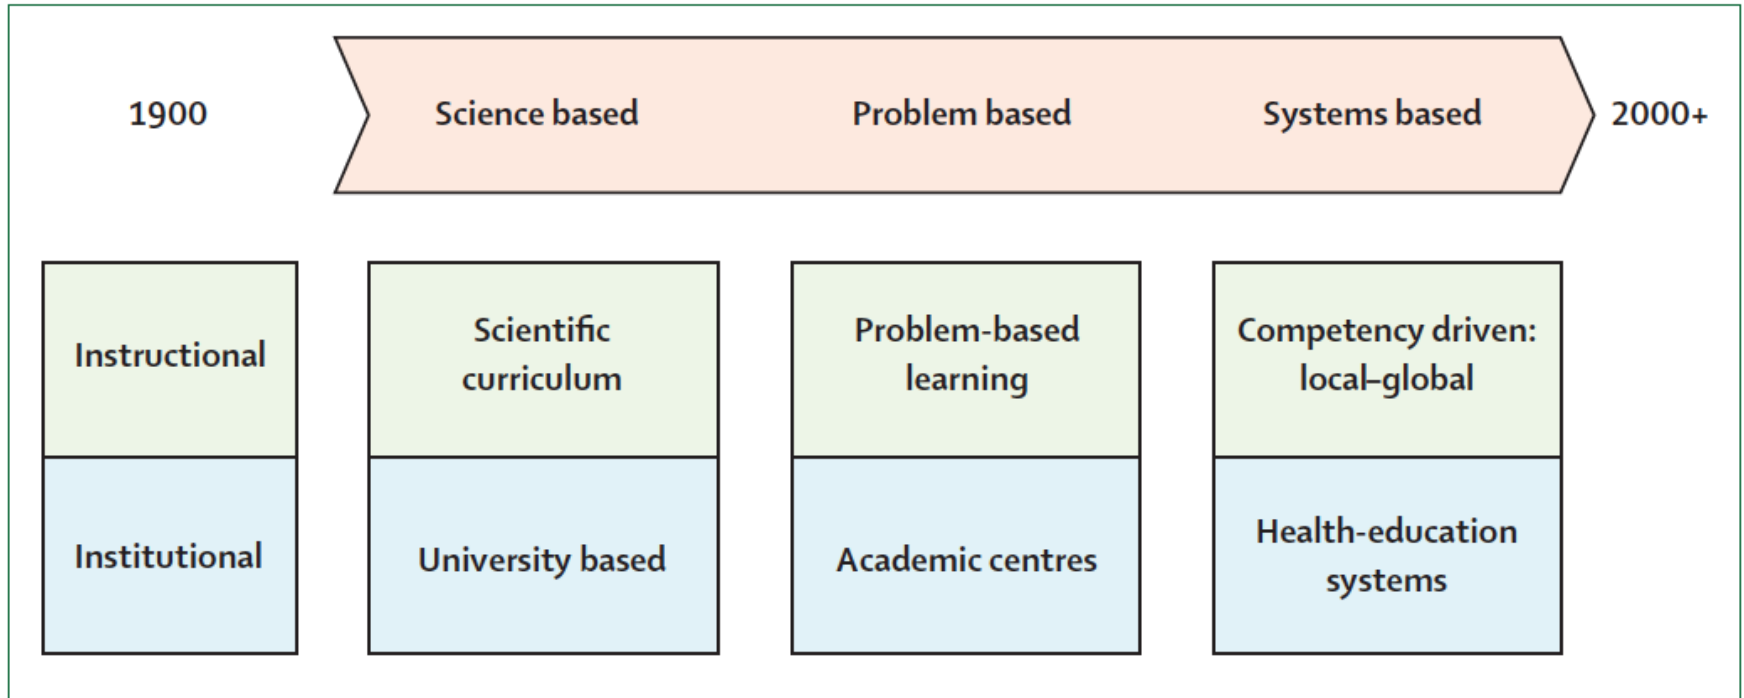 1900
Science based
Problem based
Systems based
2000+
Instructional
Scientific
curriculum
Problem-based
learning
Competency driven:
local–global
Institutional
University based
Academic centres
Health-education
systems